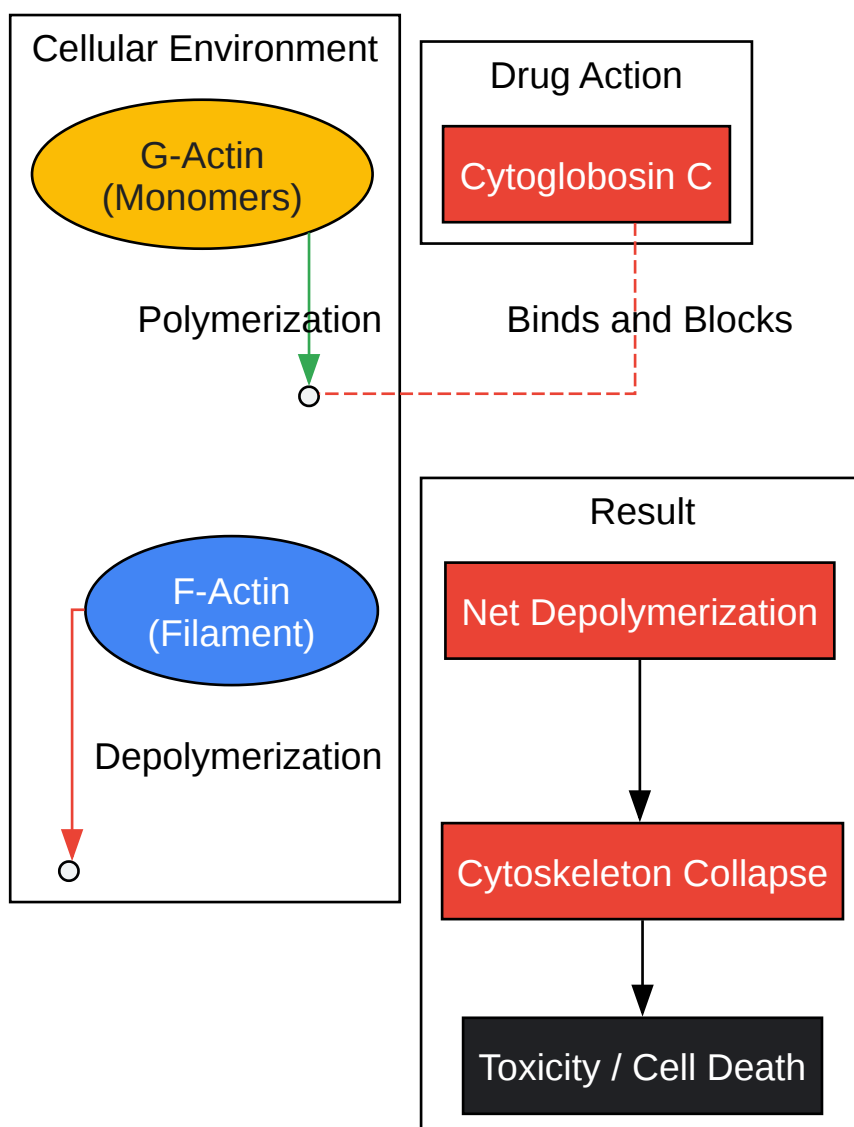 Cellular Environment
G-Actin
(Monomers)
Polymerization
F-Actin
(Filament)
Depolymerization
Drug Action
Cytoglobosin C
Binds and Blocks
Result
Net Depolymerization
Cytoskeleton Collapse
Toxicity / Cell Death